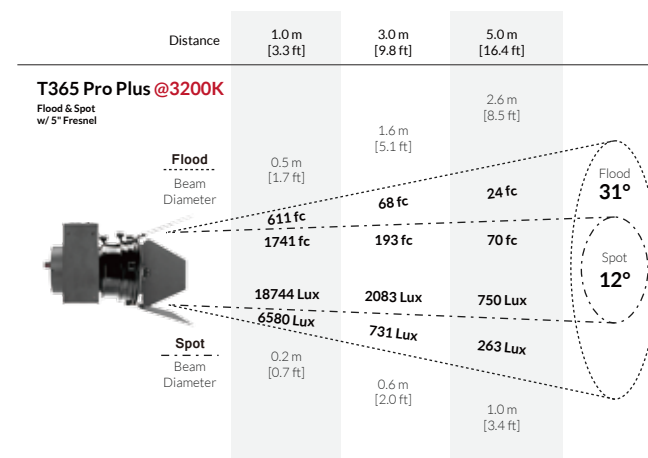 Distance
1.0 m
[3.3 ft]
3.0 m
[9.8 ft]
5.0 m
[16.4 ft]
T365 Pro Plus @3200K
Flood & Spot
w/ 5" Fresnel
2.6 m
[8.5 ft]
1.6 m
[5.1 ft]
0.5 m
[1.7 ft]
Flood
Beam
Diameter
611 fc
68 fc
24 fc
Flood
31°
1741 fc
193 fc
70 fc
Spot
12°
18744 Lux
2083 Lux
750 Lux
6580 Lux
731 Lux
263 Lux
Spot
Beam
Diameter
0.2 m
[0.7 ft]
0.6 m
[2.0 ft]
1.0 m
[3.4 ft]